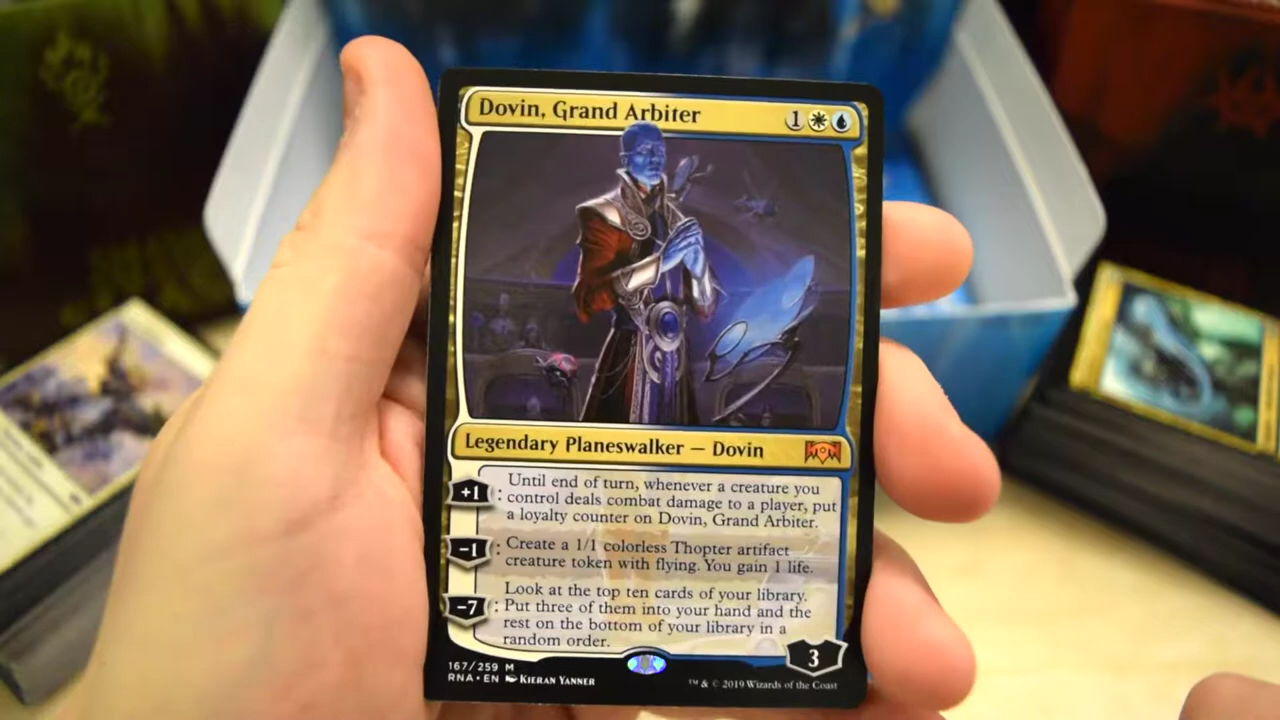 Dovin, Grand Arbiter 1
Legendary Planeswalker — Dovin
+1: Until end of turn, whenever a creature you
control deals combat damage to a player, put
a loyalty counter on Dovin, Grand Arbiter.
−1: Create a 1/1 colorless Thopter artifact
creature token with flying. You gain 1 life.
Look at the top ten cards of your library.
−7: Put three of them into your hand and the
rest on the bottom of your library in a
random order.
3
167/259 M
RNA • EN KIERAN YANNER
™ & © 2019 Wizards of the Coast